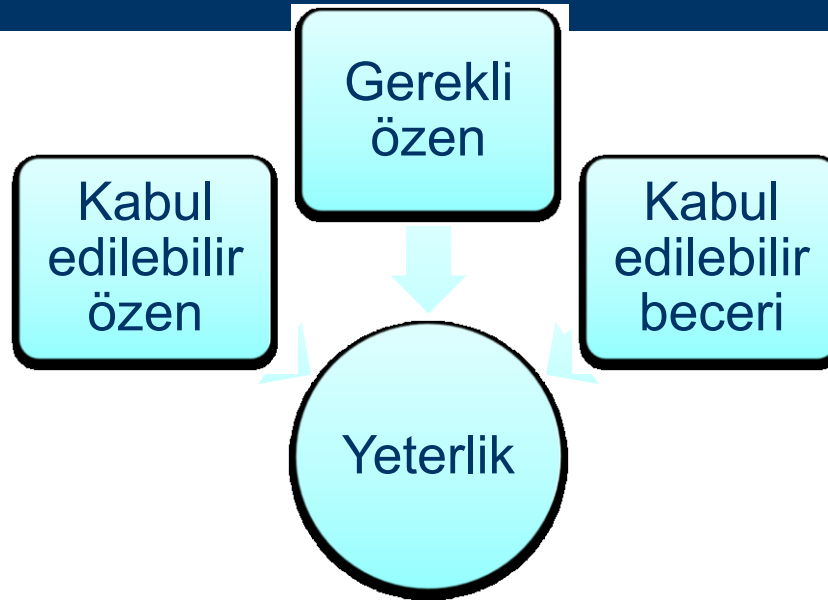 Gerekli
özen
Kabul
edilebilir
özen
Kabul
edilebilir
beceri
Yeterlik